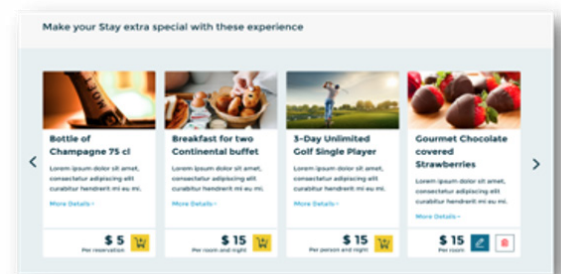 Make your Stay extra special with these experience
Bottle of
Champagne 75 cl
Lorem ipsum dolor sit amet,
consectetur adipiscing elit
curabitur hendrerit mi eu mi.
More Details
$ 5
Per reservation
Breakfast for two
Continental buffet
Lorem ipsum dolor sit amet,
consectetur adipiscing elit
curabitur hendrerit mi eu mi.
More Details
$ 15
Per room and night
3-Day Unlimited
Golf Single Player
Lorem ipsum dolor sit amet,
consectetur adipiscing elit
curabitur hendrerit mi eu mi.
More Details
$ 15
Per person and night
Gourmet Chocolate
covered
Strawberries
Lorem ipsum dolor sit amet,
consectetur adipiscing elit
curabitur hendrerit mi eu mi.
More Details
$ 15
Per room